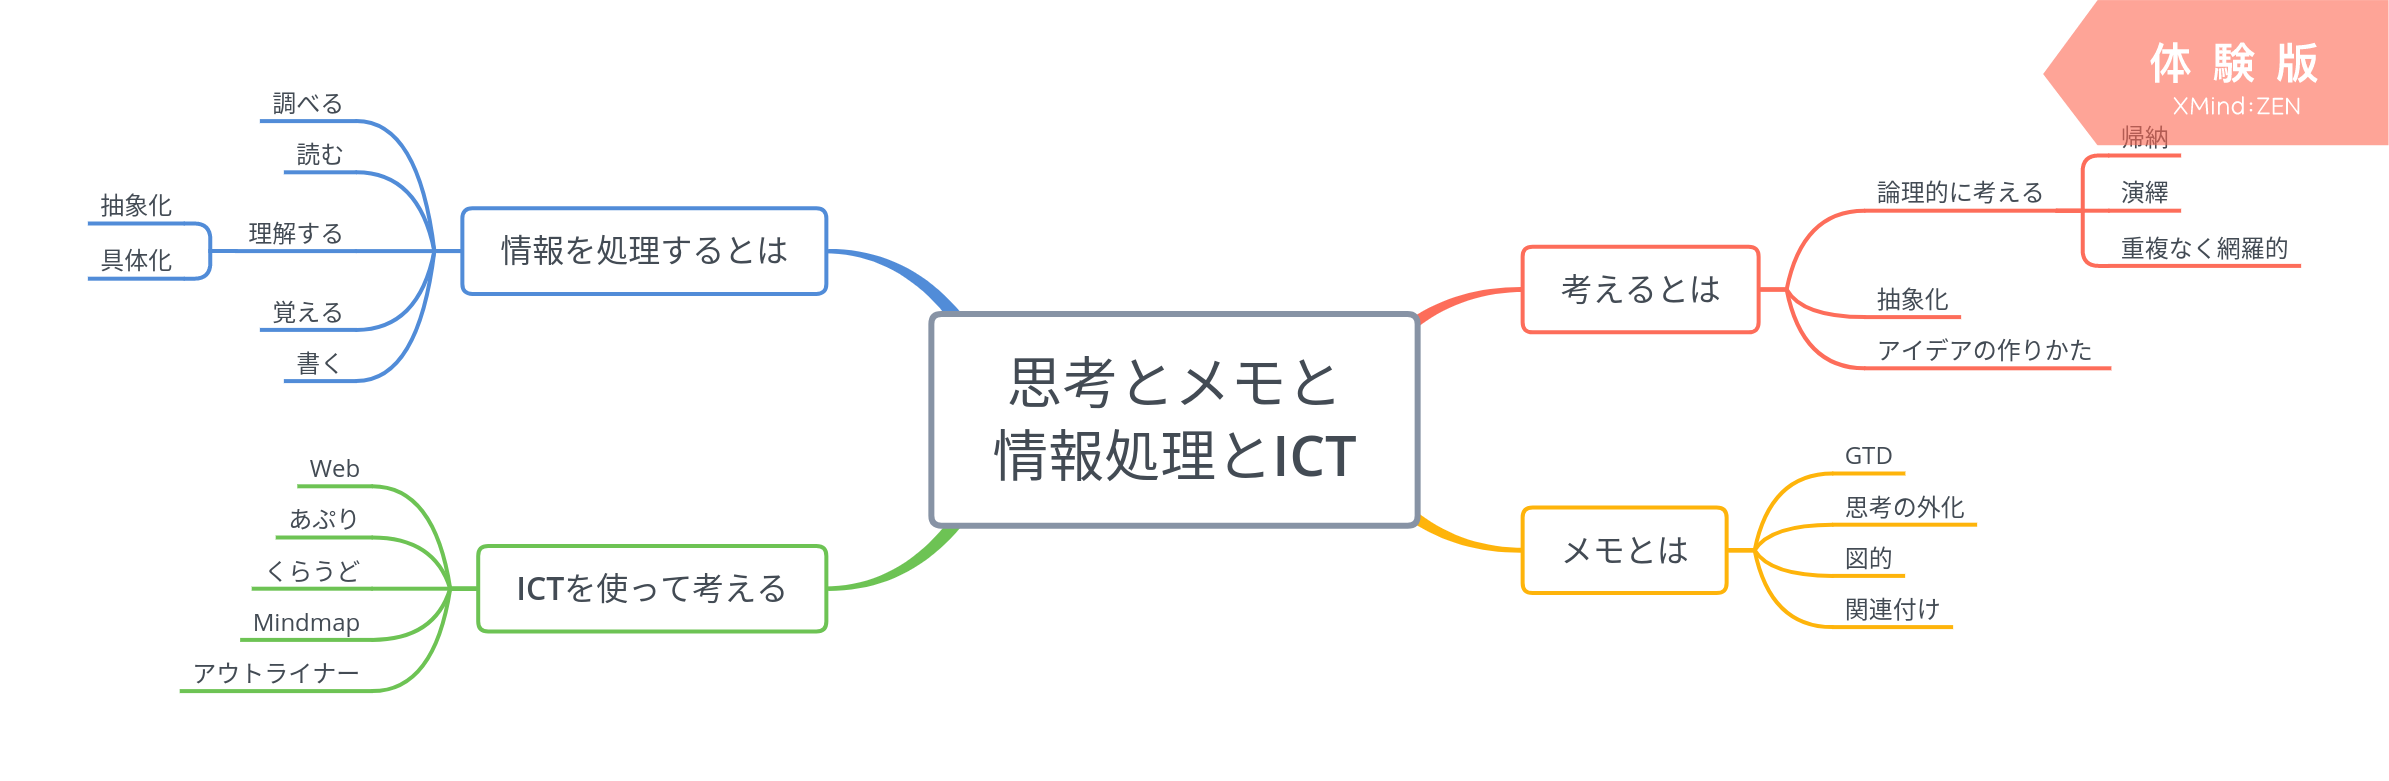 体験版
XMind:ZEN
思考とメモと
情報処理とICT
考えるとは
論理的に考える
帰納
演繹
重複なく網羅的
抽象化
アイデアの作りかた
メモとは
GTD
思考の外化
図的
関連付け
情報を処理するとは
調べる
読む
理解する
抽象化
具体化
覚える
書く
ICTを使って考える
Web
あぷり
くらうど
Mindmap
アウトライナー